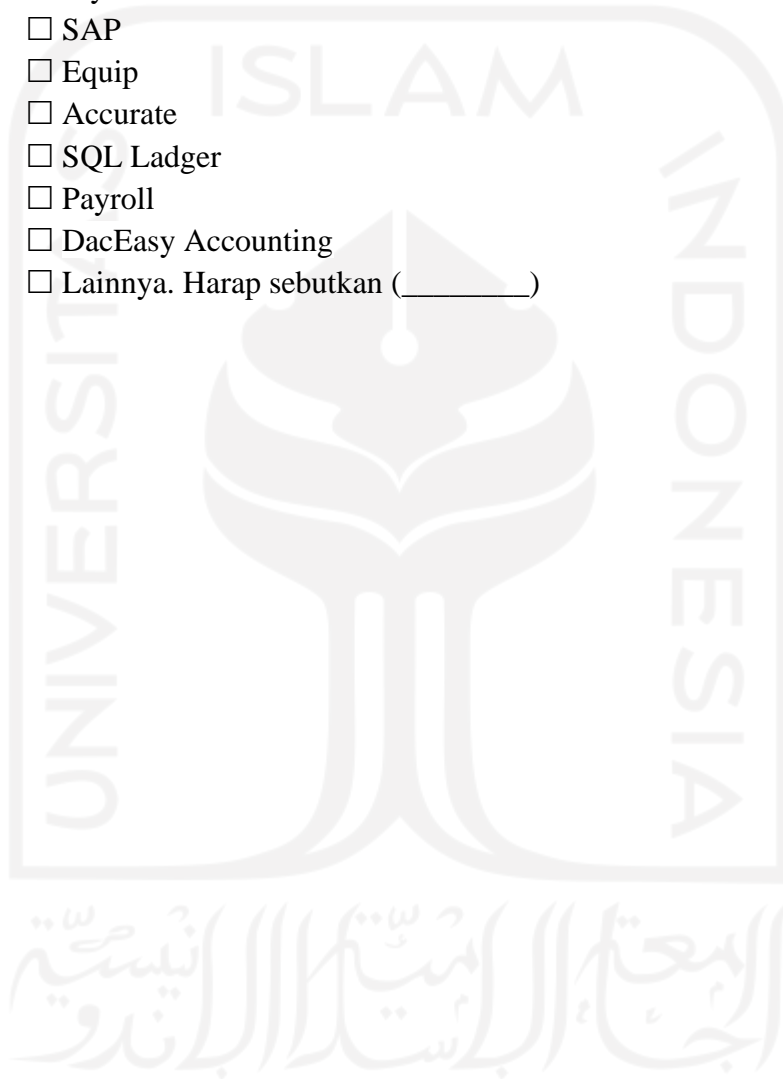 ☐ SAP
☐ Equip
☐ Accurate
☐ SQL Ladger
☐ Payroll
☐ DacEasy Accounting
☐ Lainnya. Harap sebutkan (________)
ISLAM
UNIVERSITAS
INDONESIA